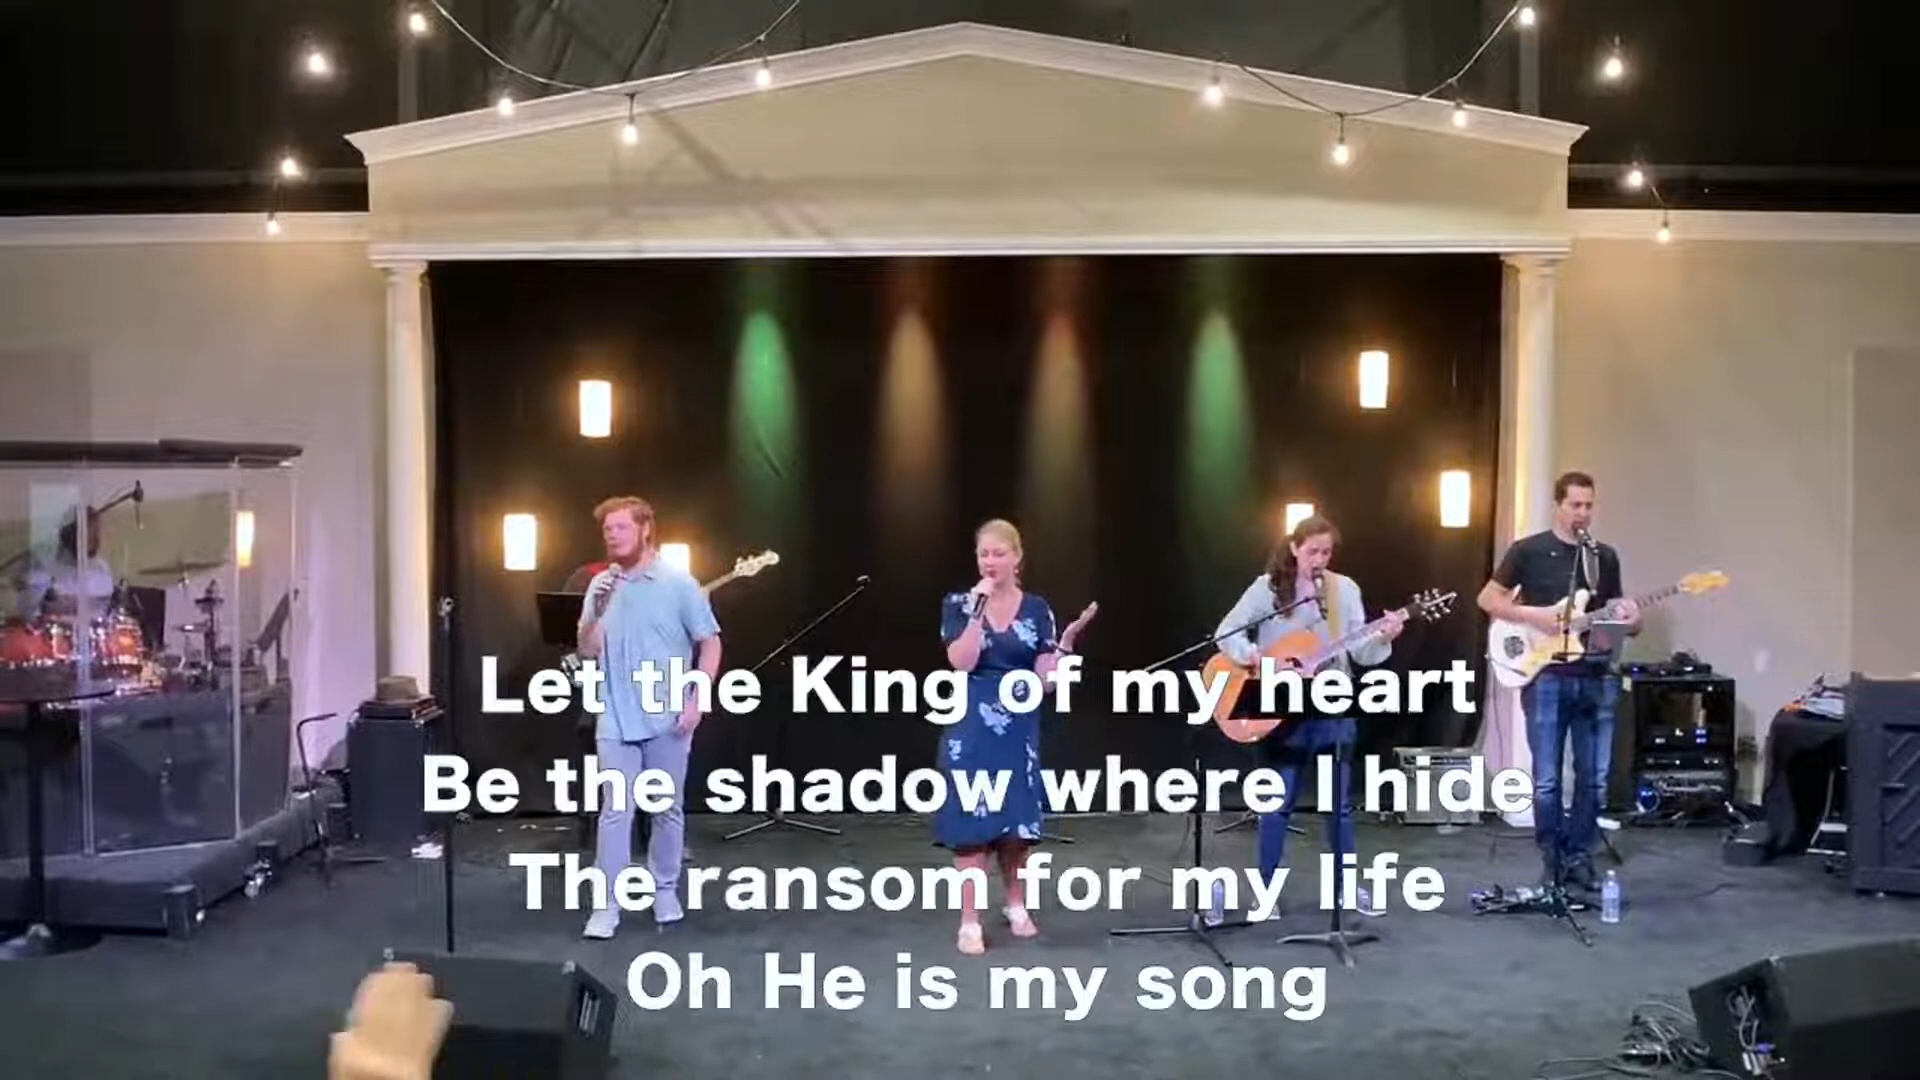 Let the King of my heart
Be the shadow where I hide
The ransom for my life
Oh He is my song